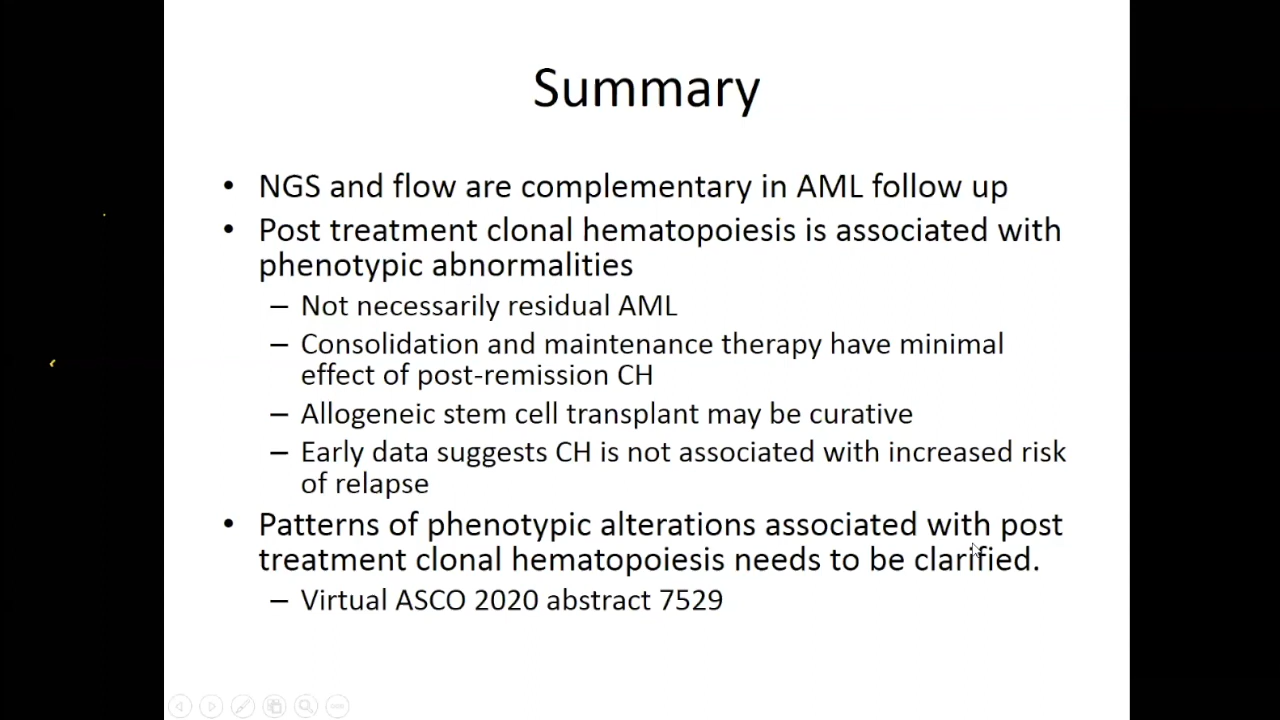 Summary
• NGS and flow are complementary in AML follow up
• Post treatment clonal hematopoiesis is associated with
phenotypic abnormalities
– Not necessarily residual AML
– Consolidation and maintenance therapy have minimal
effect of post-remission CH
– Allogeneic stem cell transplant may be curative
– Early data suggests CH is not associated with increased risk
of relapse
• Patterns of phenotypic alterations associated with post
treatment clonal hematopoiesis needs to be clarified.
– Virtual ASCO 2020 abstract 7529